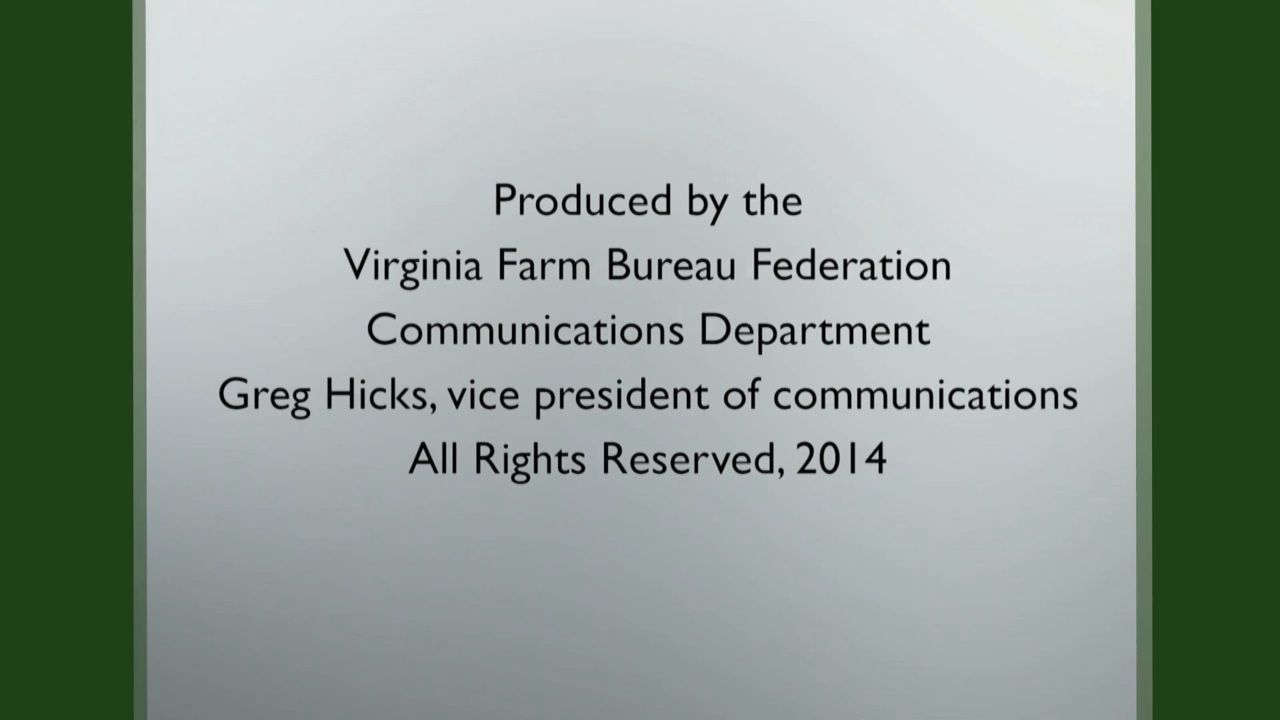 Produced by the
Virginia Farm Bureau Federation
Communications Department
Greg Hicks, vice president of communications
All Rights Reserved, 2014